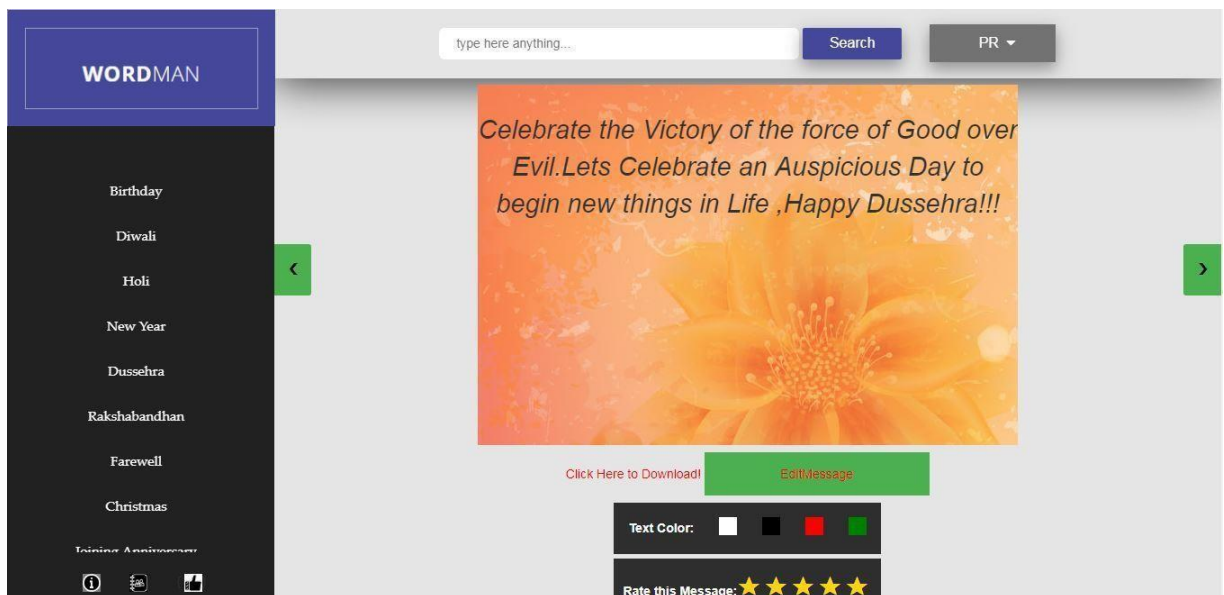 WORDMAN
type here anything...
Search
PR
Birthday
Diwali
Holi
New Year
Dussehra
Rakshabandhan
Farewell
Christmas
Joining Anniversary
Celebrate the Victory of the force of Good over
Evil.Lets Celebrate an Auspicious Day to
begin new things in Life ,Happy Dussehra!!!
Click Here to Download!
EditMessage
Text Color:
Rate this Message: